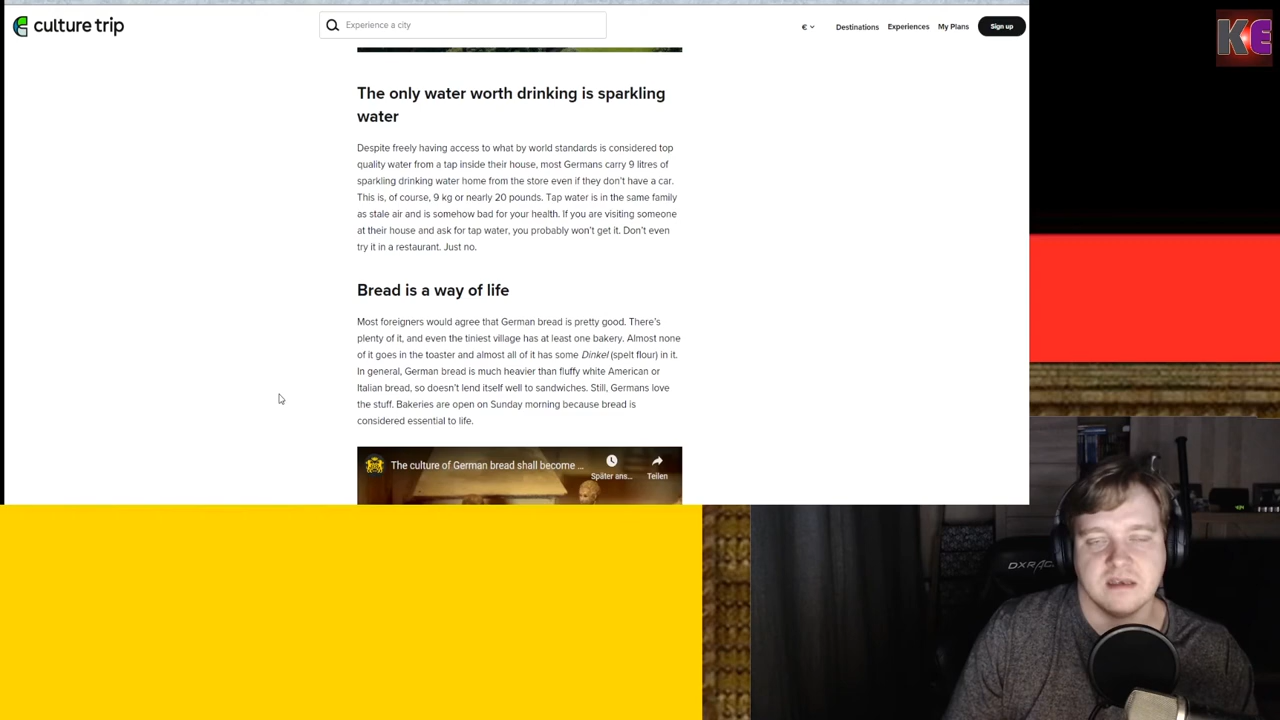 culture trip
Experience a city
€
Destinations
Experiences
My Plans
Sign up
KE
The only water worth drinking is sparkling
water
Despite freely having access to what by world standards is considered top
quality water from a tap inside their house, most Germans carry 9 litres of
sparkling drinking water home from the store even if they don't have a car.
This is, of course, 9 kg or nearly 20 pounds. Tap water is in the same family
as stale air and is somehow bad for your health. If you are visiting someone
at their house and ask for tap water, you probably won't get it. Don't even
try it in a restaurant. Just no.
Bread is a way of life
Most foreigners would agree that German bread is pretty good. There's
plenty of it, and even the tiniest village has at least one bakery. Almost none
of it goes in the toaster and almost all of it has some Dinkel (spelt flour) in it.
In general, German bread is much heavier than fluffy white American or
Italian bread, so doesn't lend itself well to sandwiches. Still, Germans love
the stuff. Bakeries are open on Sunday morning because bread is
considered essential to life.
The culture of German bread shall become ...
Später ans...
Teilen